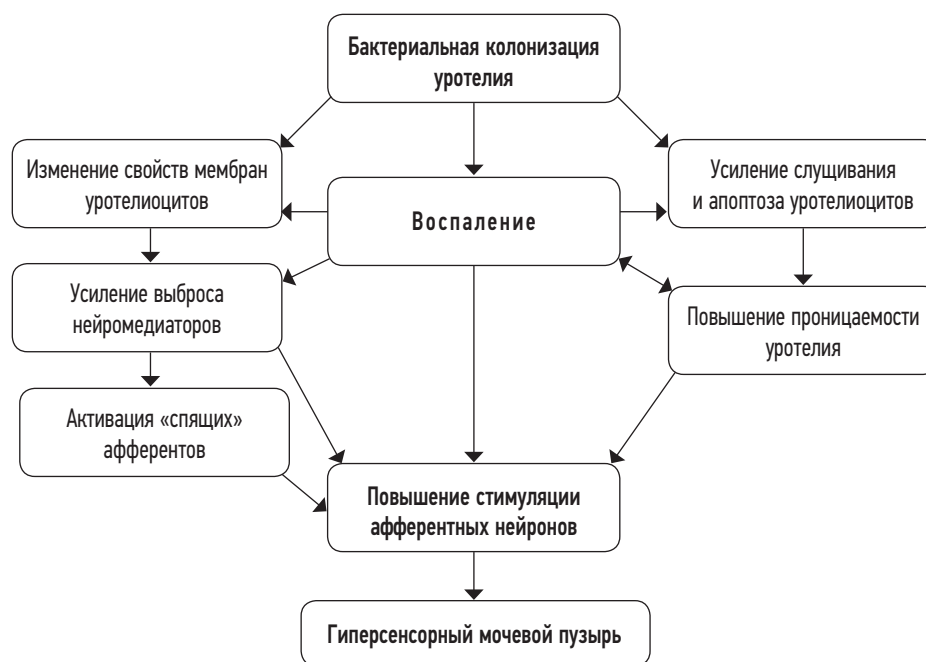 Бактериальная колонизация
уротелия
Изменение свойств мембран
уротелиоцитов
Воспаление
Усиление слущивания
и апоптоза уротелиоцитов
Усиление выброса
нейромедиаторов
Повышение проницаемости
уротелия
Активация «спящих»
афферентов
Повышение стимуляции
афферентных нейронов
Гиперсенсорный мочевой пузырь